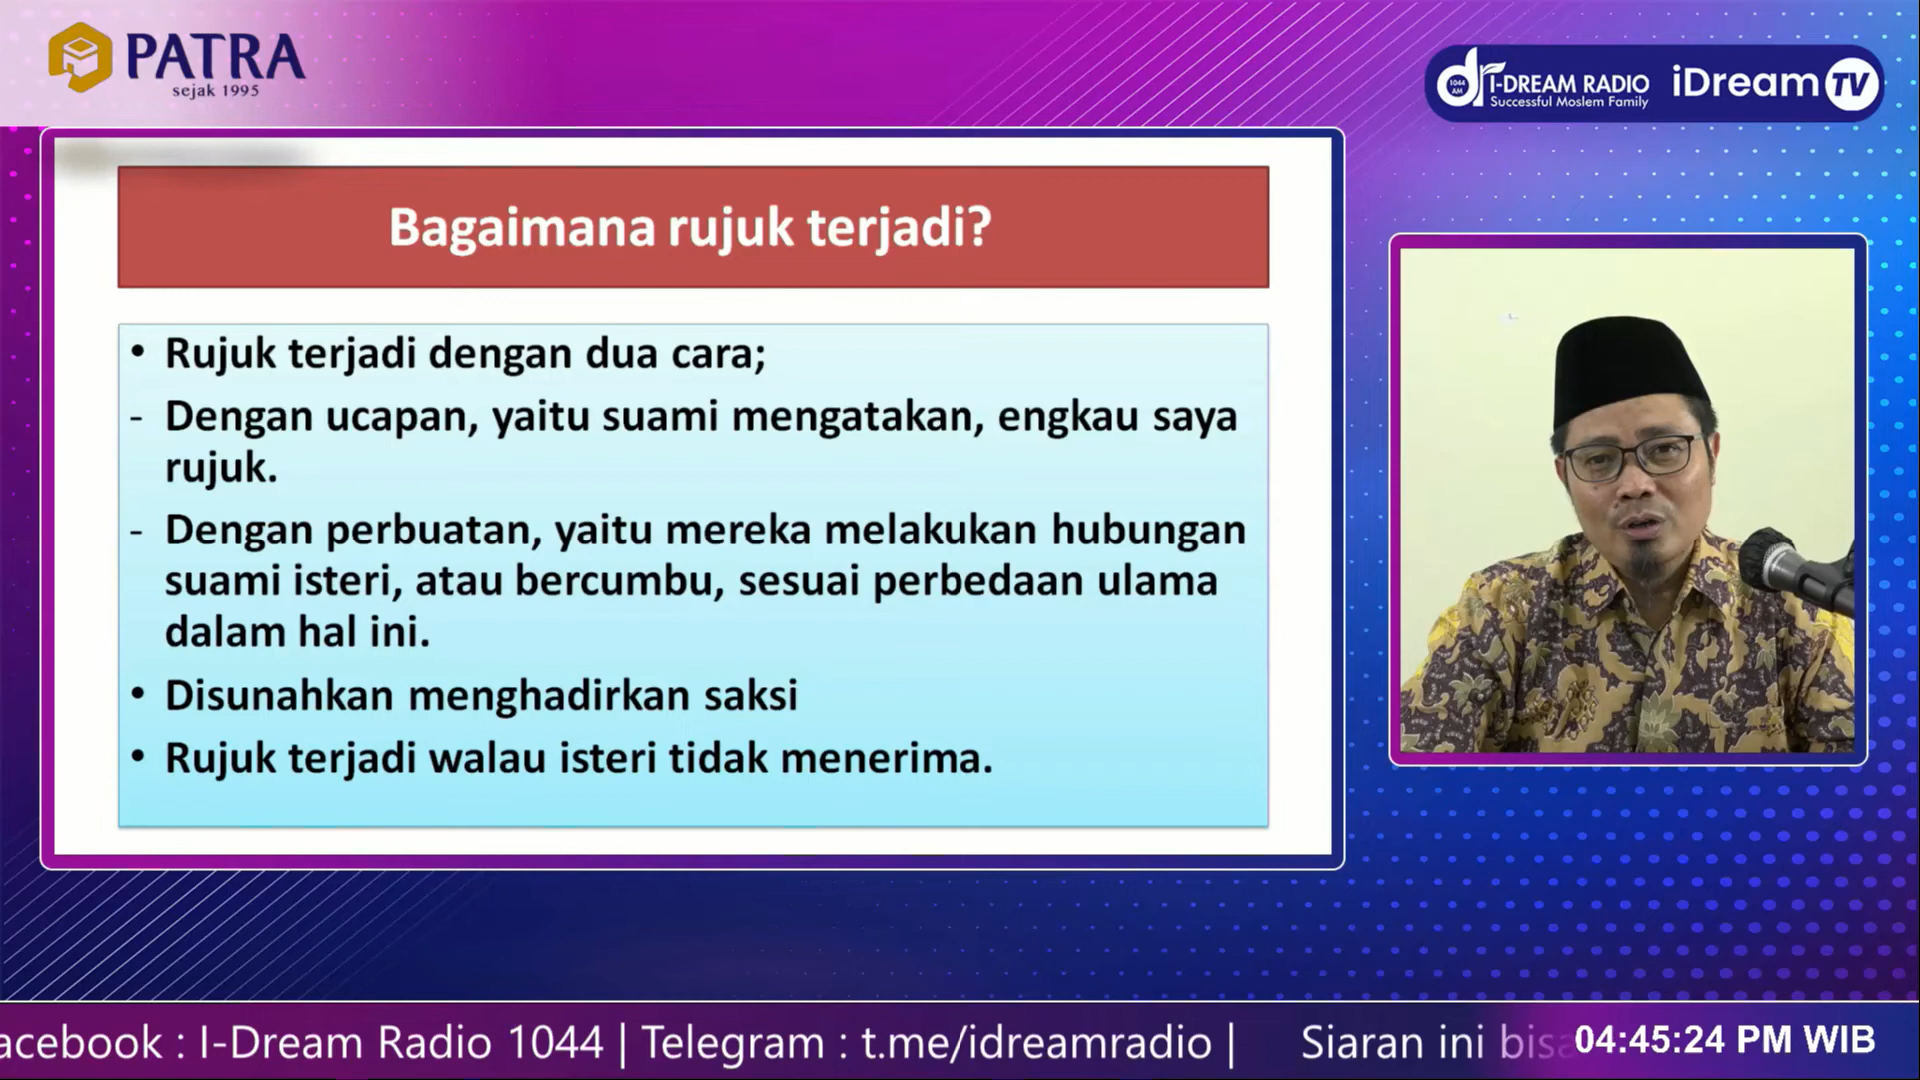 PATRA
sejak 1995
1044
AM
I-DREAM RADIO
Successful Moslem Family
iDream TV
Bagaimana rujuk terjadi?
• Rujuk terjadi dengan dua cara;
- Dengan ucapan, yaitu suami mengatakan, engkau saya
rujuk.
- Dengan perbuatan, yaitu mereka melakukan hubungan
suami isteri, atau bercumbu, sesuai perbedaan ulama
dalam hal ini.
• Disunahkan menghadirkan saksi
• Rujuk terjadi walau isteri tidak menerima.
acebook : I-Dream Radio 1044 | Telegram : t.me/idreamradio | Siaran ini bisa 04:45:24 PM WIB